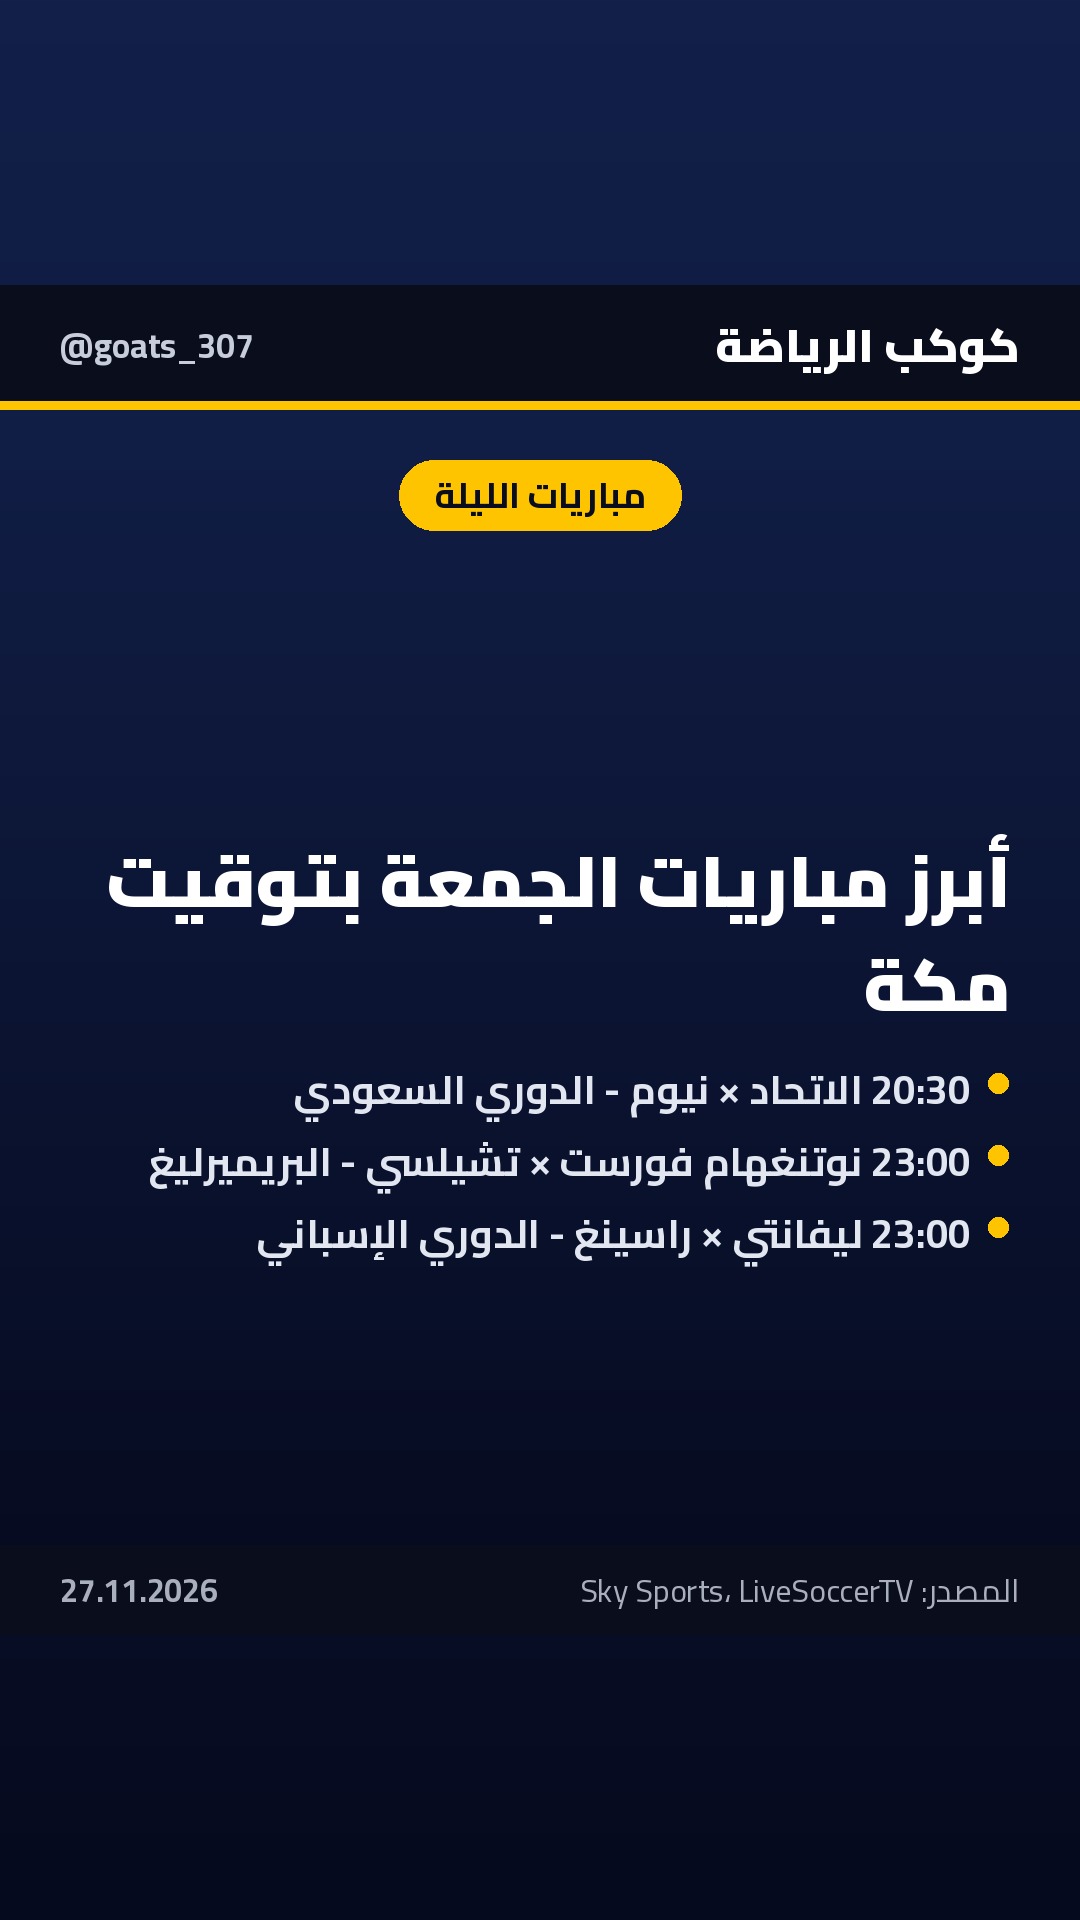 كوكب الرياضة
@goats_307
مباريات الليلة
أبرز مباريات الجمعة بتوقيت
مكة
20:30 الاتحاد × نيوم - الدوري السعودي
23:00 نوتنغهام فورست × تشيلسي - البريميرليغ
23:00 ليفانتي × راسينغ - الدوري الإسباني
المصدر: Sky Sports، LiveSoccerTV
27.11.2026